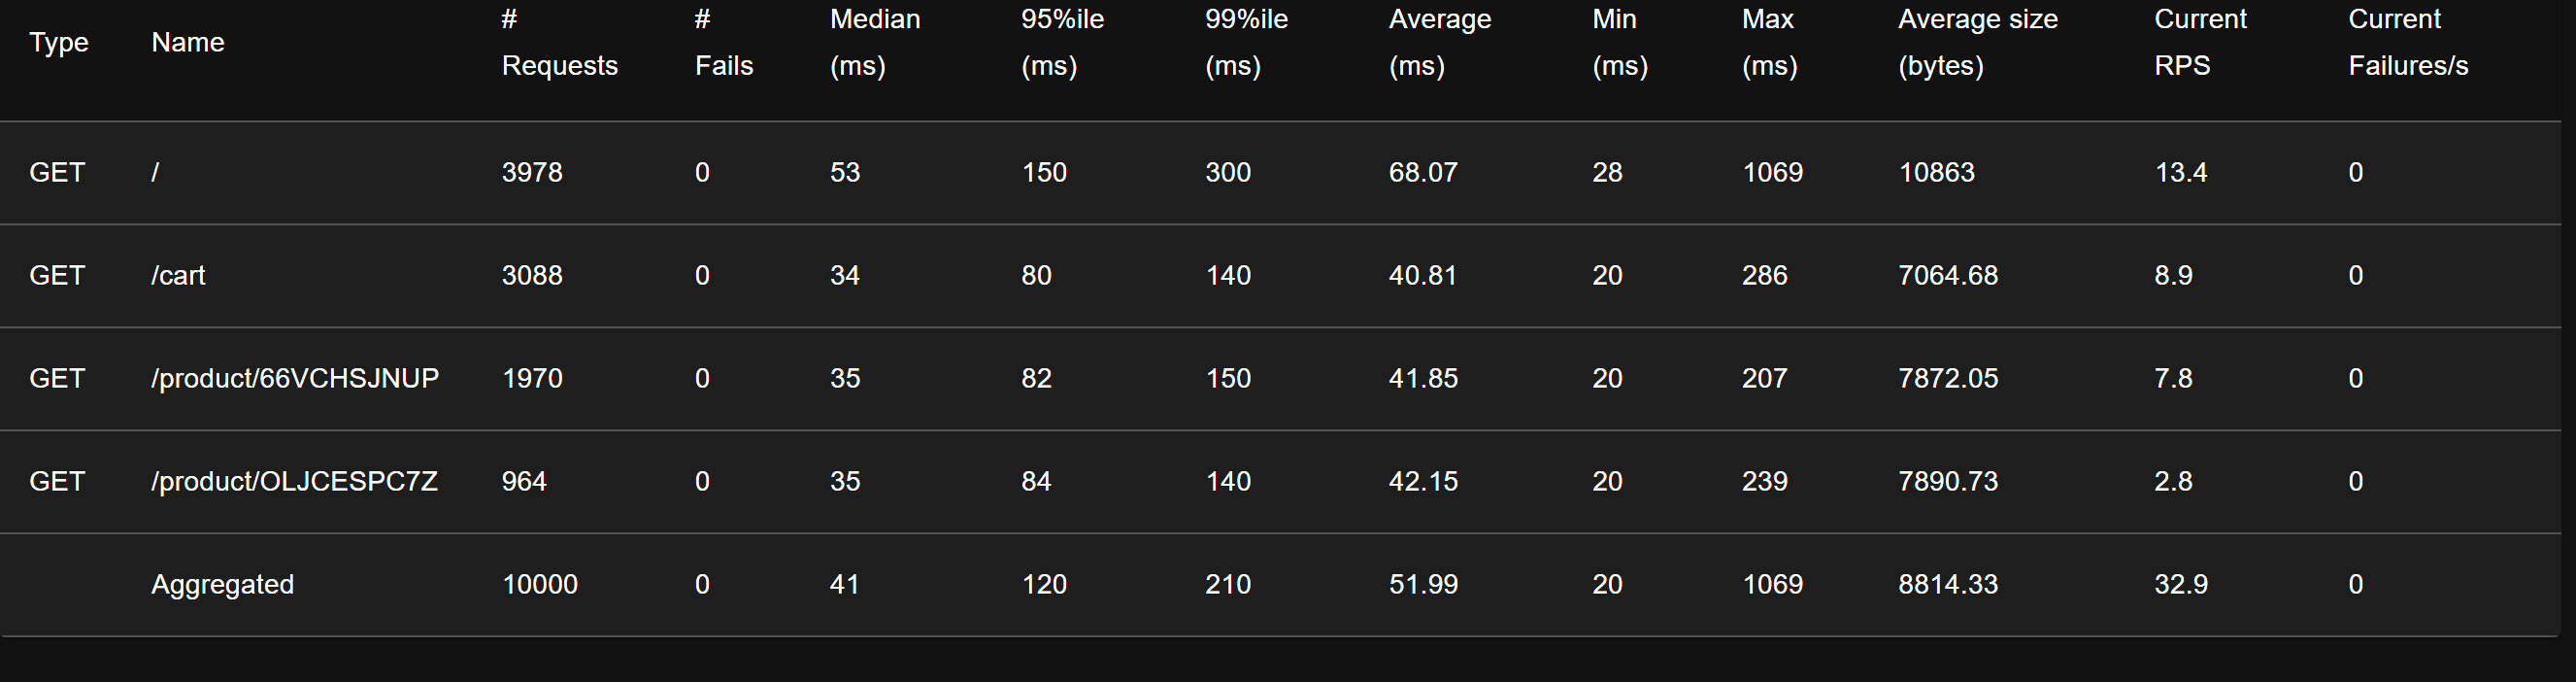 Type Name # Requests # Fails Median (ms) 95%ile (ms) 99%ile (ms) Average (ms) Min (ms) Max (ms) Average size (bytes) Current RPS Current Failures/s
GET / 3978 0 53 150 300 68.07 28 1069 10863 13.4 0
GET /cart 3088 0 34 80 140 40.81 20 286 7064.68 8.9 0
GET /product/66VCHSJNUP 1970 0 35 82 150 41.85 20 207 7872.05 7.8 0
GET /product/OLJCESPC7Z 964 0 35 84 140 42.15 20 239 7890.73 2.8 0
Aggregated 10000 0 41 120 210 51.99 20 1069 8814.33 32.9 0